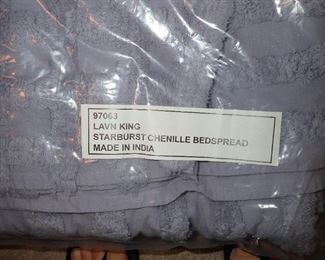 97063
LAVN KING
STARBURST CHENILLE BEDSPREAD
MADE IN INDIA